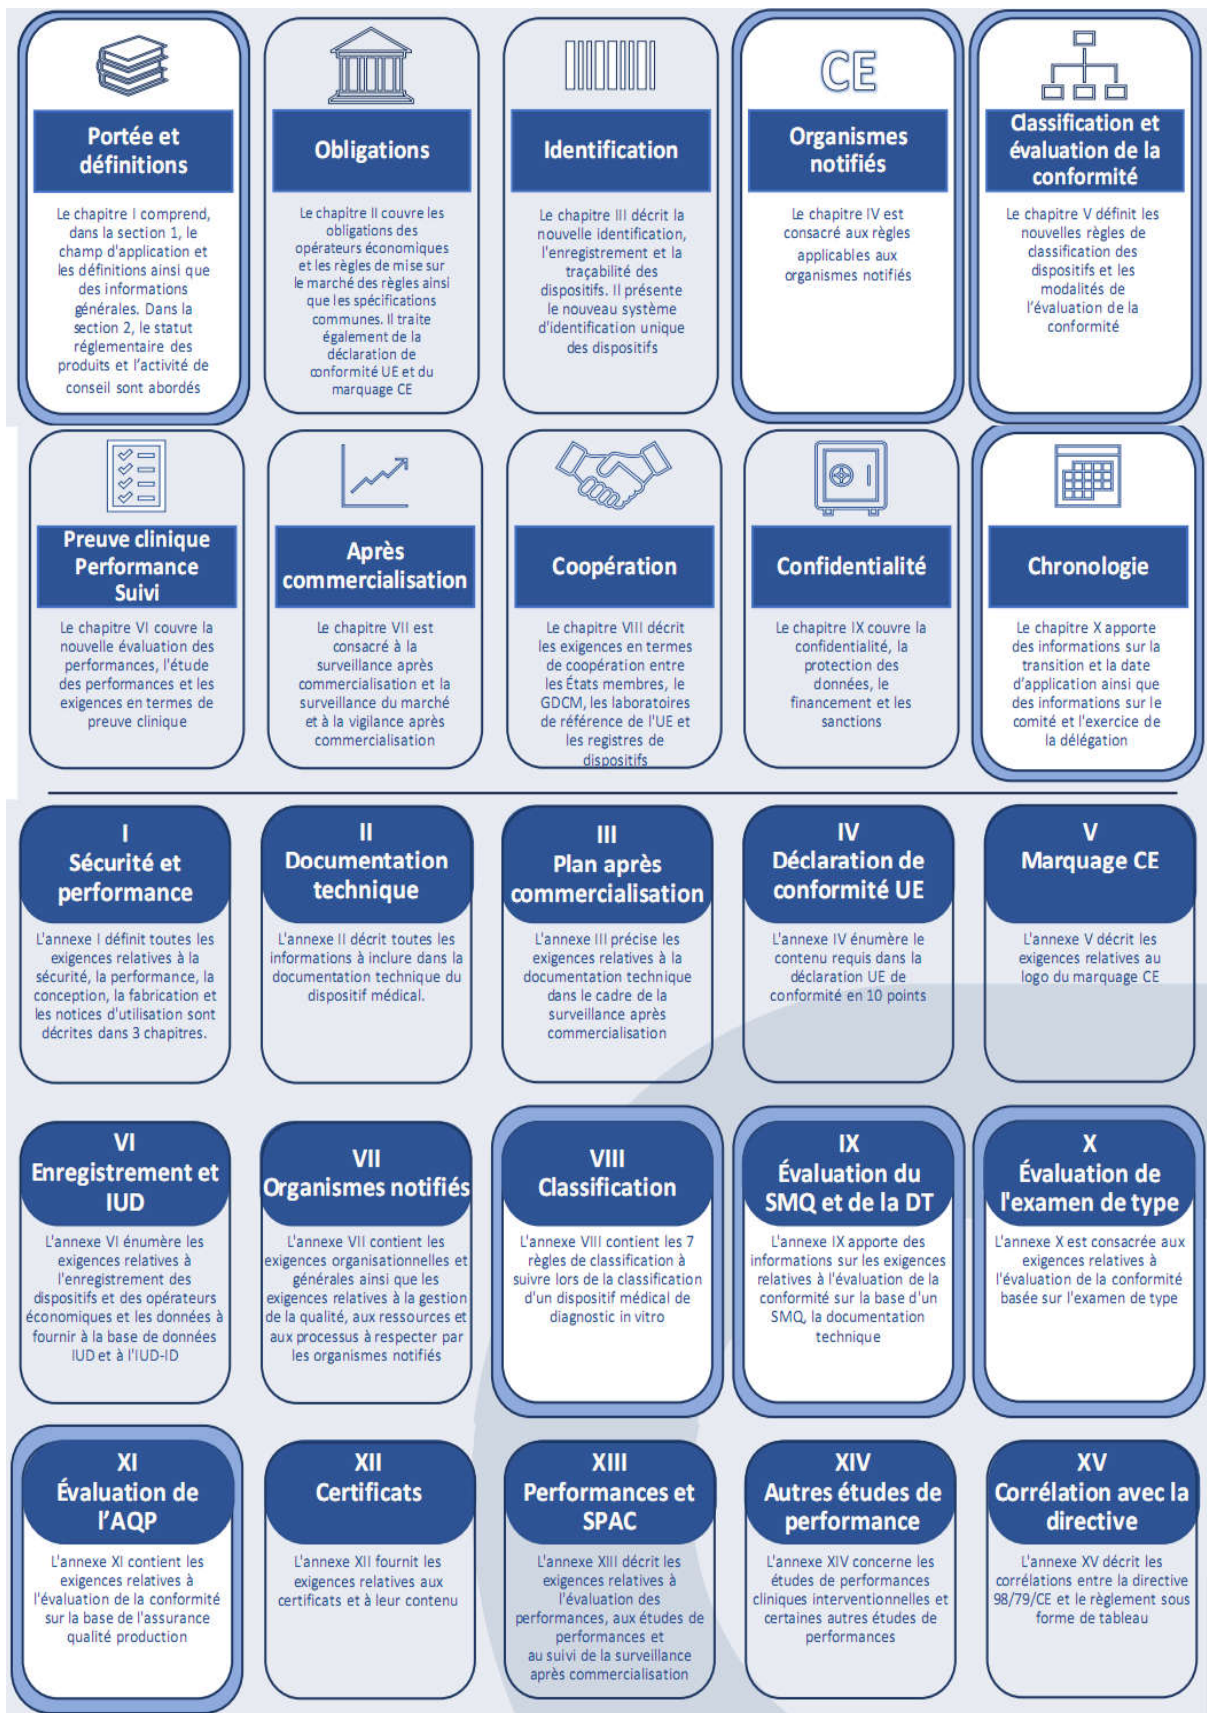 Portée et
définitions
Le chapitre I comprend,
dans la section 1, le
champ d'application et
les définitions ainsi que
des informations
générales. Dans la
section 2, le statut
réglementaire des
produits et l’activité de
conseil sont abordés
Obligations
Le chapitre II couvre les
obligations des
opérateurs économiques
et les règles de mise sur
le marché des règles ainsi
que les spécifications
communes. Il traite
également de la
déclaration de
conformité UE et du
marquage CE
Identification
Le chapitre III décrit la
nouvelle identification,
l'enregistrement et la
traçabilité des
dispositifs. Il présente
le nouveau système
d'identification unique
des dispositifs
CE
Organismes
notifiés
Le chapitre IV est
consacré aux règles
applicables aux
organismes notifiés
Classification et
évaluation de la
conformité
Le chapitre V définit les
nouvelles règles de
classification des
dispositifs et les
modalités de
l’évaluation de la
conformité
Preuve clinique
Performance
Suivi
Le chapitre VI couvre la
nouvelle évaluation des
performances, l'étude
des performances et les
exigences en termes de
preuve clinique
Après
commercialisation
Le chapitre VII est
consacré à la
surveillance après
commercialisation et la
surveillance du marché
et à la vigilance après
commercialisation
Coopération
Le chapitre VIII décrit
les exigences en termes
de coopération entre
les États membres, le
GDCM, les laboratoires
de référence de l'UE et
les registres de
dispositifs
Confidentialité
Le chapitre IX couvre la
confidentialité, la
protection des
données, le
financement et les
sanctions
Chronologie
Le chapitre X apporte
des informations sur la
transition et la date
d’application ainsi que
des informations sur le
comité et l'exercice de
la délégation
I
Sécurité et
performance
L'annexe I définit toutes les
exigences relatives à la
sécurité, la performance, la
conception, la fabrication et
les notices d'utilisation sont
décrites dans 3 chapitres.
II
Documentation
technique
L'annexe II décrit toutes les
informations à inclure dans la
documentation technique du
dispositif médical.
III
Plan après
commercialisation
L'annexe III précise les
exigences relatives à la
documentation technique
dans le cadre de la
surveillance après
commercialisation
IV
Déclaration de
conformité UE
L'annexe IV énumère le
contenu requis dans la
déclaration UE de
conformité en 10 points
V
Marquage CE
L'annexe V décrit les
exigences relatives au
logo du marquage CE
VI
Enregistrement et
IUD
L'annexe VI énumère les
exigences relatives à
l'enregistrement des
dispositifs et des opérateurs
économiques et les données à
fournir à la base de données
IUD et à l'IUD-ID
VII
Organismes notifiés
L'annexe VII contient les
exigences organisationnelles et
générales ainsi que les
exigences relatives à la gestion
de la qualité, aux ressources et
aux processus à respecter par
les organismes notifiés
VIII
Classification
L'annexe VIII contient les 7
règles de classification à
suivre lors de la classification
d'un dispositif médical de
diagnostic in vitro
IX
Évaluation du
SMQ et de la DT
L'annexe IX apporte des
informations sur les exigences
relatives à l'évaluation de la
conformité sur la base d'un
SMQ, la documentation
technique
X
Évaluation de
l'examen de type
L'annexe X est consacrée aux
exigences relatives à
l'évaluation de la conformité
basée sur l'examen de type
XI
Évaluation de
l’AQP
L'annexe XI contient les
exigences relatives à
l'évaluation de la conformité
sur la base de l'assurance
qualité production
XII
Certificats
L'annexe XII fournit les
exigences relatives aux
certificats et à leur contenu
XIII
Performances et
SPAC
L'annexe XIII décrit les
exigences relatives à
l'évaluation des
performances, aux études de
performances et
au suivi de la surveillance
après commercialisation
XIV
Autres études de
performance
L'annexe XIV concerne les
études de performances
cliniques interventionnelles et
certaines autres études de
performances
XV
Corrélation avec la
directive
L'annexe XV décrit les
corrélations entre la directive
98/79/CE et le règlement sous
forme de tableau